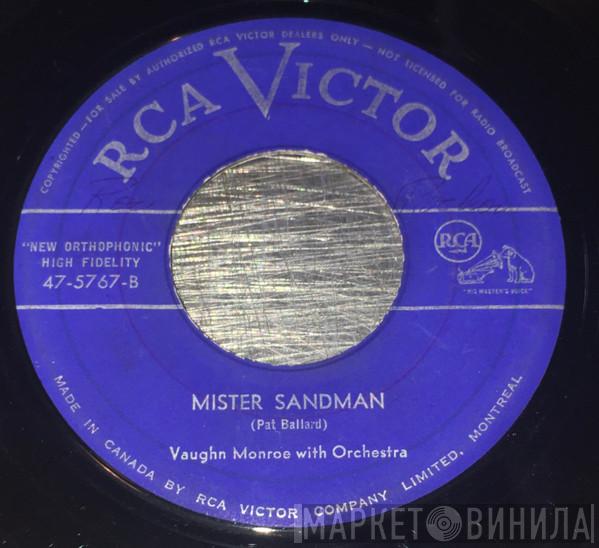 COPYRIGHTED—FOR SALE BY AUTHORIZED RCA VICTOR DEALERS ONLY — NOT LICENSED FOR RADIO BROADCAST
RCA VICTOR
"NEW ORTHOPHONIC"
HIGH FIDELITY
47-5767-B
RCA
"HIS MASTER'S VOICE"
MISTER SANDMAN
(Pat Ballard)
Vaughn Monroe with Orchestra
MADE IN CANADA BY RCA VICTOR COMPANY LIMITED, MONTREAL
МАРКЕТ ВИНИЛА